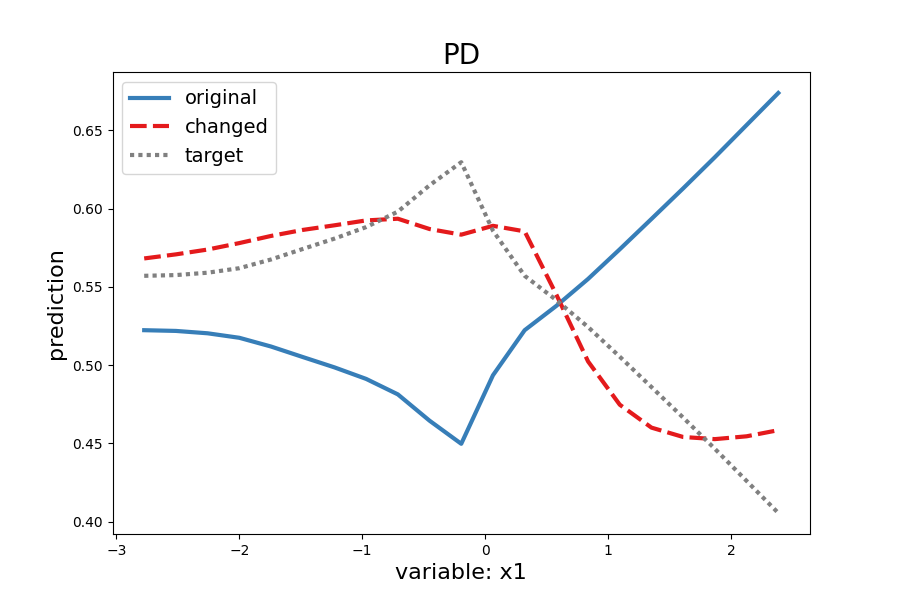 PD
original
changed
target
prediction
0.65
0.60
0.55
0.50
0.45
0.40
−3
−2
−1
0
1
2
variable: x1